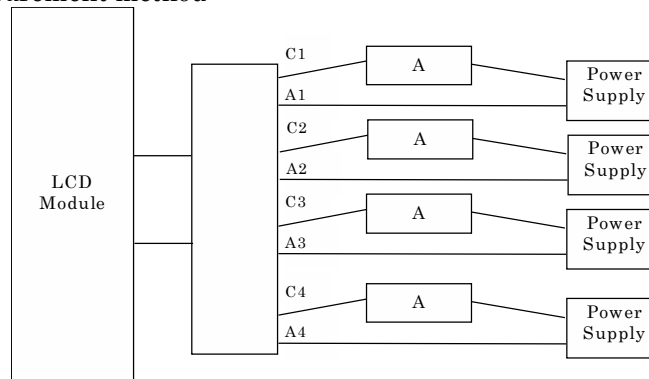 LCD
Module
C1
A
Power
Supply
A1
C2
A
Power
Supply
A2
C3
A
Power
Supply
A3
C4
A
Power
Supply
A4